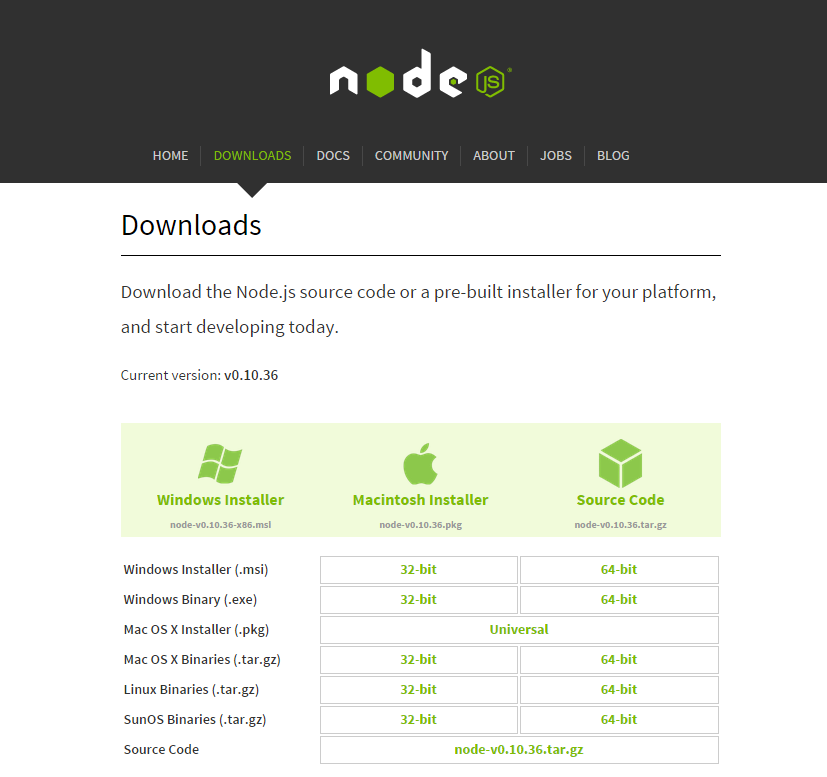 node JS®
HOME DOWNLOADS DOCS COMMUNITY ABOUT JOBS BLOG
Downloads
Download the Node.js source code or a pre-built installer for your platform,
and start developing today.
Current version: v0.10.36
Windows Installer Macintosh Installer Source Code
node-v0.10.36-x86.msi node-v0.10.36.pkg node-v0.10.36.tar.gz
Windows Installer (.msi) 32-bit 64-bit
Windows Binary (.exe) 32-bit 64-bit
Mac OS X Installer (.pkg) Universal
Mac OS X Binaries (.tar.gz) 32-bit 64-bit
Linux Binaries (.tar.gz) 32-bit 64-bit
SunOS Binaries (.tar.gz) 32-bit 64-bit
Source Code node-v0.10.36.tar.gz